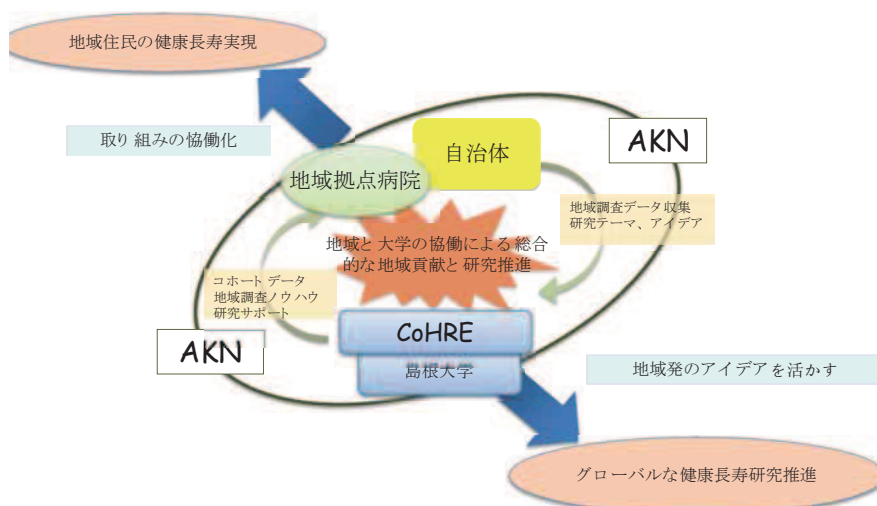 地域住民の健康長寿実現
取り組みの協働化
AKN
自治体
地域拠点病院
地域調査データ収集
研究テーマ、アイデア
地域と大学の協働による総合
的な地域貢献と研究推進
コホートデータ
地域調査ノウハウ
研究サポート
CoHRE
AKN
島根大学
地域発のアイデアを活かす
グローバルな健康長寿研究推進